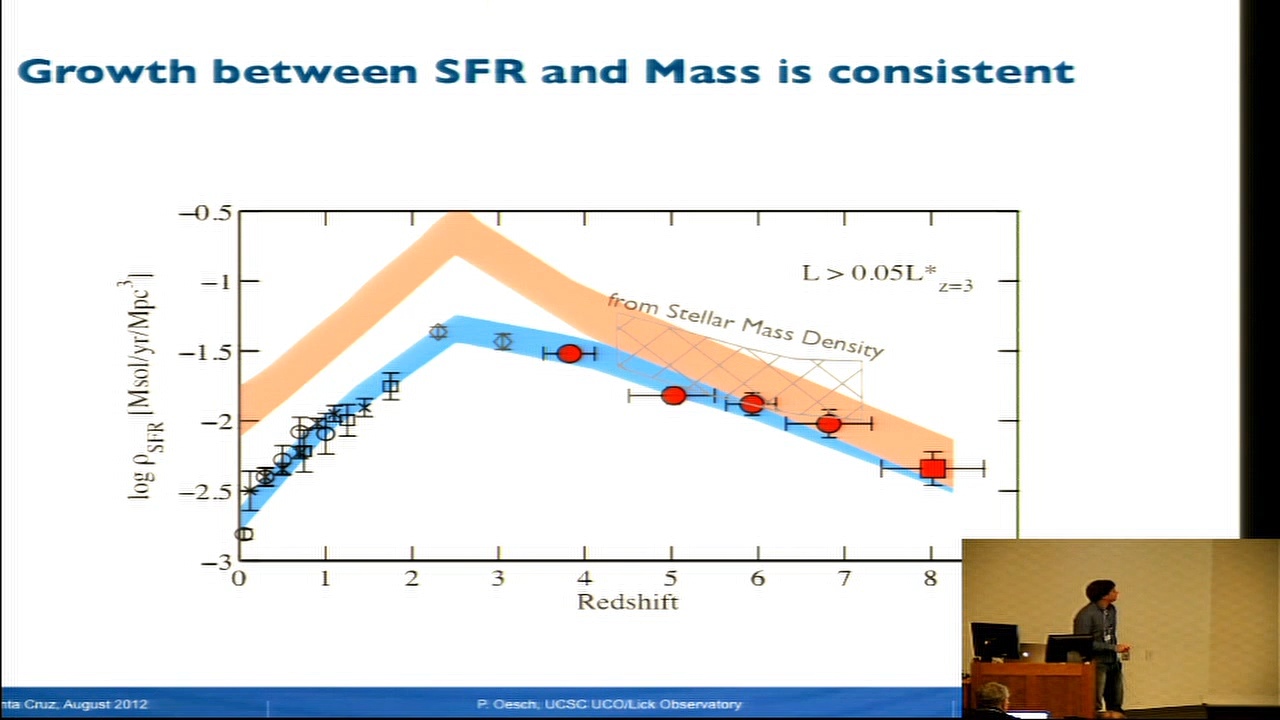 Growth between SFR and Mass is consistent
−0.5
−1
−1.5
−2
−2.5
−3
log ρSFR [Msol/yr/Mpc³]
L > 0.05L*z=3
from Stellar Mass Density
0 1 2 3 4 5 6 7 8
Redshift
nta Cruz, August 2012
P. Oesch, UCSC UCO/Lick Observatory